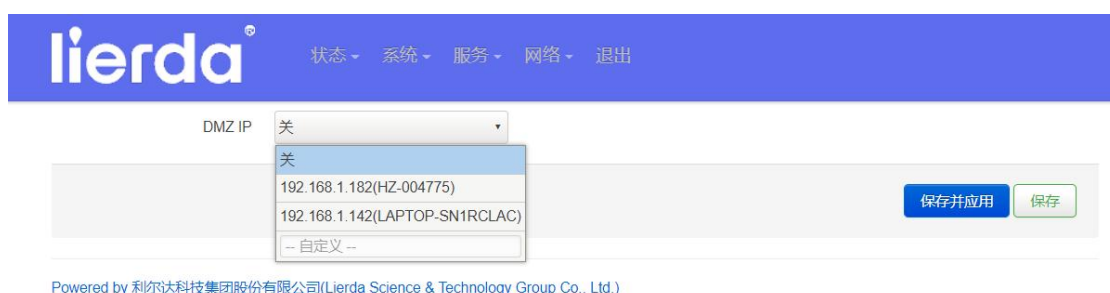 lierda®
状态 系统 服务 网络 退出
DMZ IP 关
关
192.168.1.182(HZ-004775)
192.168.1.142(LAPTOP-SN1RCLAC)
-- 自定义 --
保存并应用 保存
Powered by 利尔达科技集团股份有限公司(Lierda Science & Technology Group Co., Ltd.)